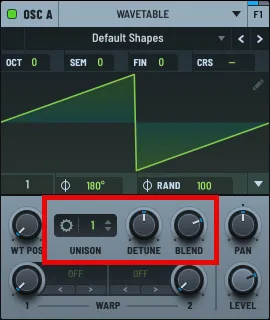 OSC A WAVETABLE F1
Default Shapes < >
OCT 0 SEM 0 FIN 0 CRS --
1 180° RAND 100
1
WT POS UNISON DETUNE BLEND PAN
OFF OFF
< > < >
1 WARP 2 LEVEL